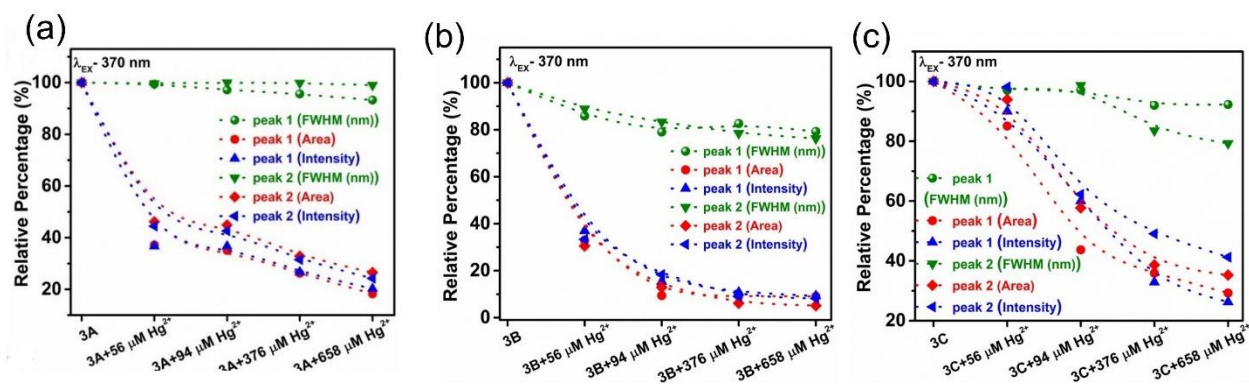 (a)
λEX- 370 nm
Relative Percentage (%)
100
80
60
40
20
peak 1 (FWHM (nm))
peak 1 (Area)
peak 1 (Intensity)
peak 2 (FWHM (nm))
peak 2 (Area)
peak 2 (Intensity)
3A
3A+56 µM Hg²⁺
3A+94 µM Hg²⁺
3A+376 µM Hg²⁺
3A+658 µM Hg²⁺
(b)
λEX- 370 nm
Relative Percentage (%)
120
100
80
60
40
20
0
peak 1 (FWHM (nm))
peak 1 (Area)
peak 1 (Intensity)
peak 2 (FWHM (nm))
peak 2 (Area)
peak 2 (Intensity)
3B
3B+56 µM Hg²⁺
3B+94 µM Hg²⁺
3B+376 µM Hg²⁺
3B+658 µM Hg²⁺
(c)
λEX- 370 nm
Relative Percentage (%)
100
80
60
40
20
peak 1
(FWHM (nm))
peak 1 (Area)
peak 1 (Intensity)
peak 2 (FWHM (nm))
peak 2 (Area)
peak 2 (Intensity)
3C
3C+56 µM Hg²⁺
3C+94 µM Hg²⁺
3C+376 µM Hg²⁺
3C+658 µM Hg²⁺